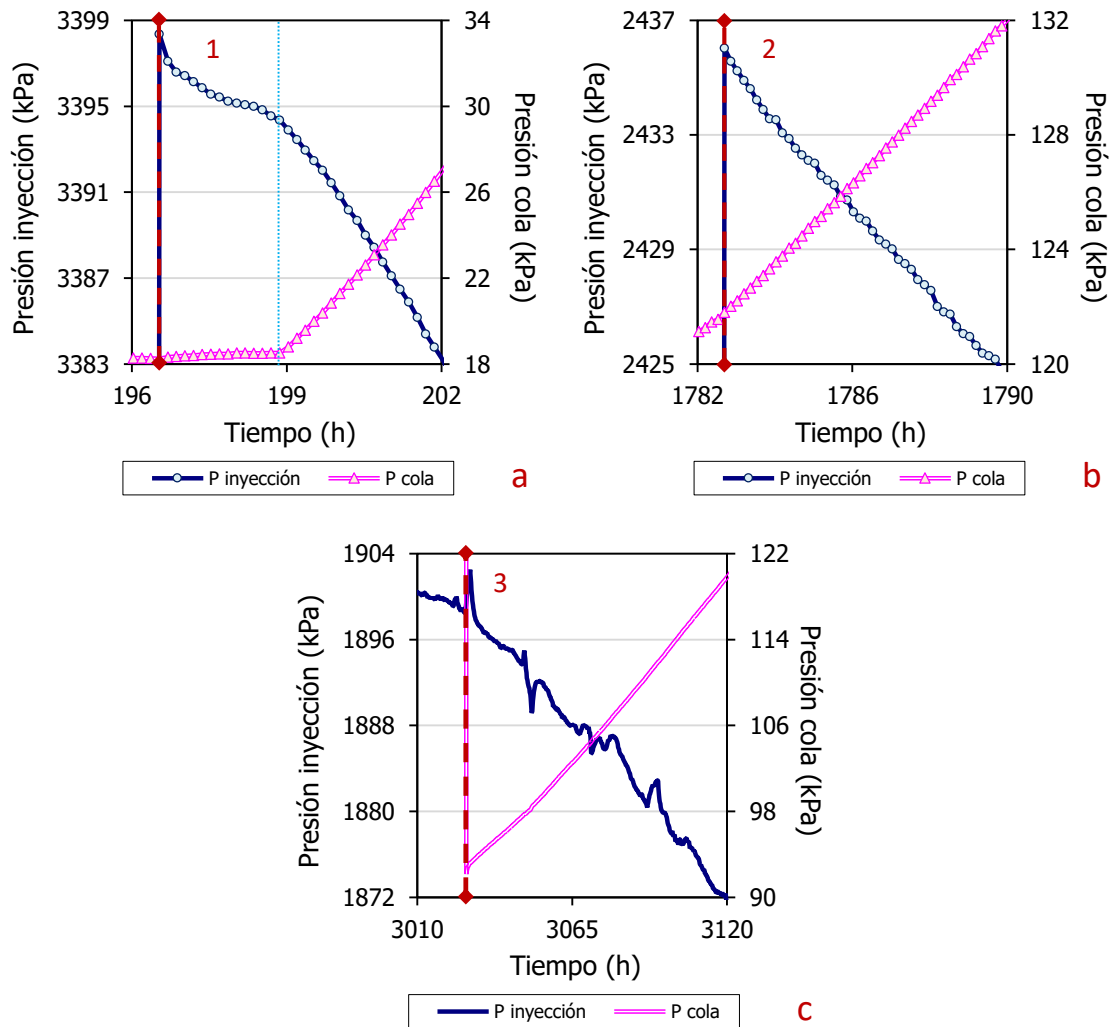 3399
3395
3391
3387
3383
Presión inyección (kPa)
34
30
26
22
18
Presión cola (kPa)
1
196
199
202
Tiempo (h)
P inyección
P cola
a
2437
2433
2429
2425
Presión inyección (kPa)
132
128
124
120
Presión cola (kPa)
2
1782
1786
1790
Tiempo (h)
P inyección
P cola
b
1904
1896
1888
1880
1872
Presión inyección (kPa)
122
114
106
98
90
Presión cola (kPa)
3
3010
3065
3120
Tiempo (h)
P inyección
P cola
c